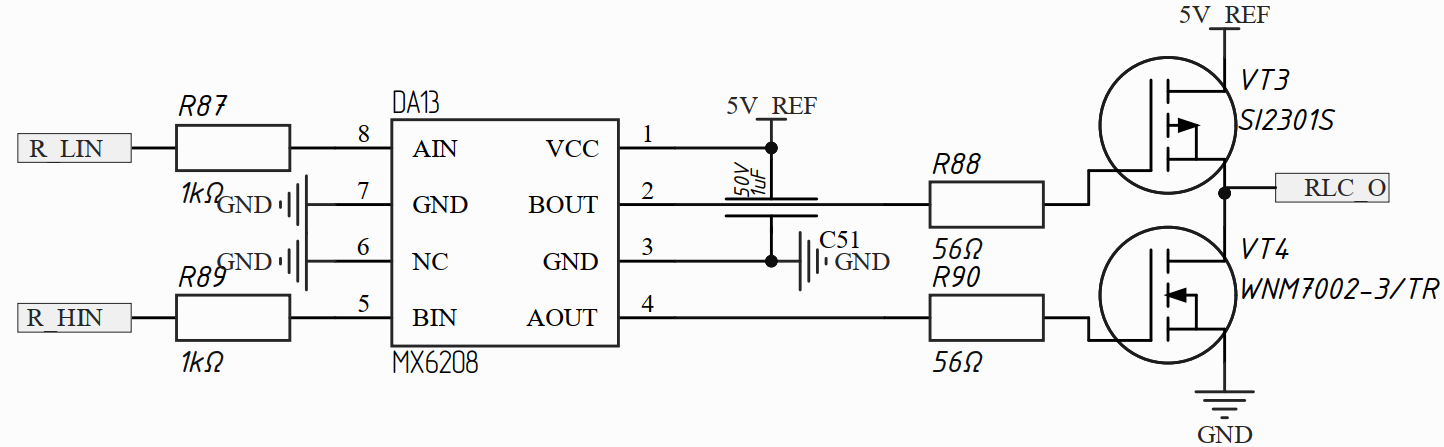 5V_REF
VT3
SI2301S
R87
DA13
5V_REF
R_LIN
8
AIN
VCC
1
1kΩ
50V
1uF
R88
GND
7
GND
BOUT
2
RLC_O
C51
56Ω
GND
6
NC
GND
3
GND
VT4
WNM7002-3/TR
R89
R90
R_HIN
5
BIN
AOUT
4
1kΩ
MX6208
56Ω
GND